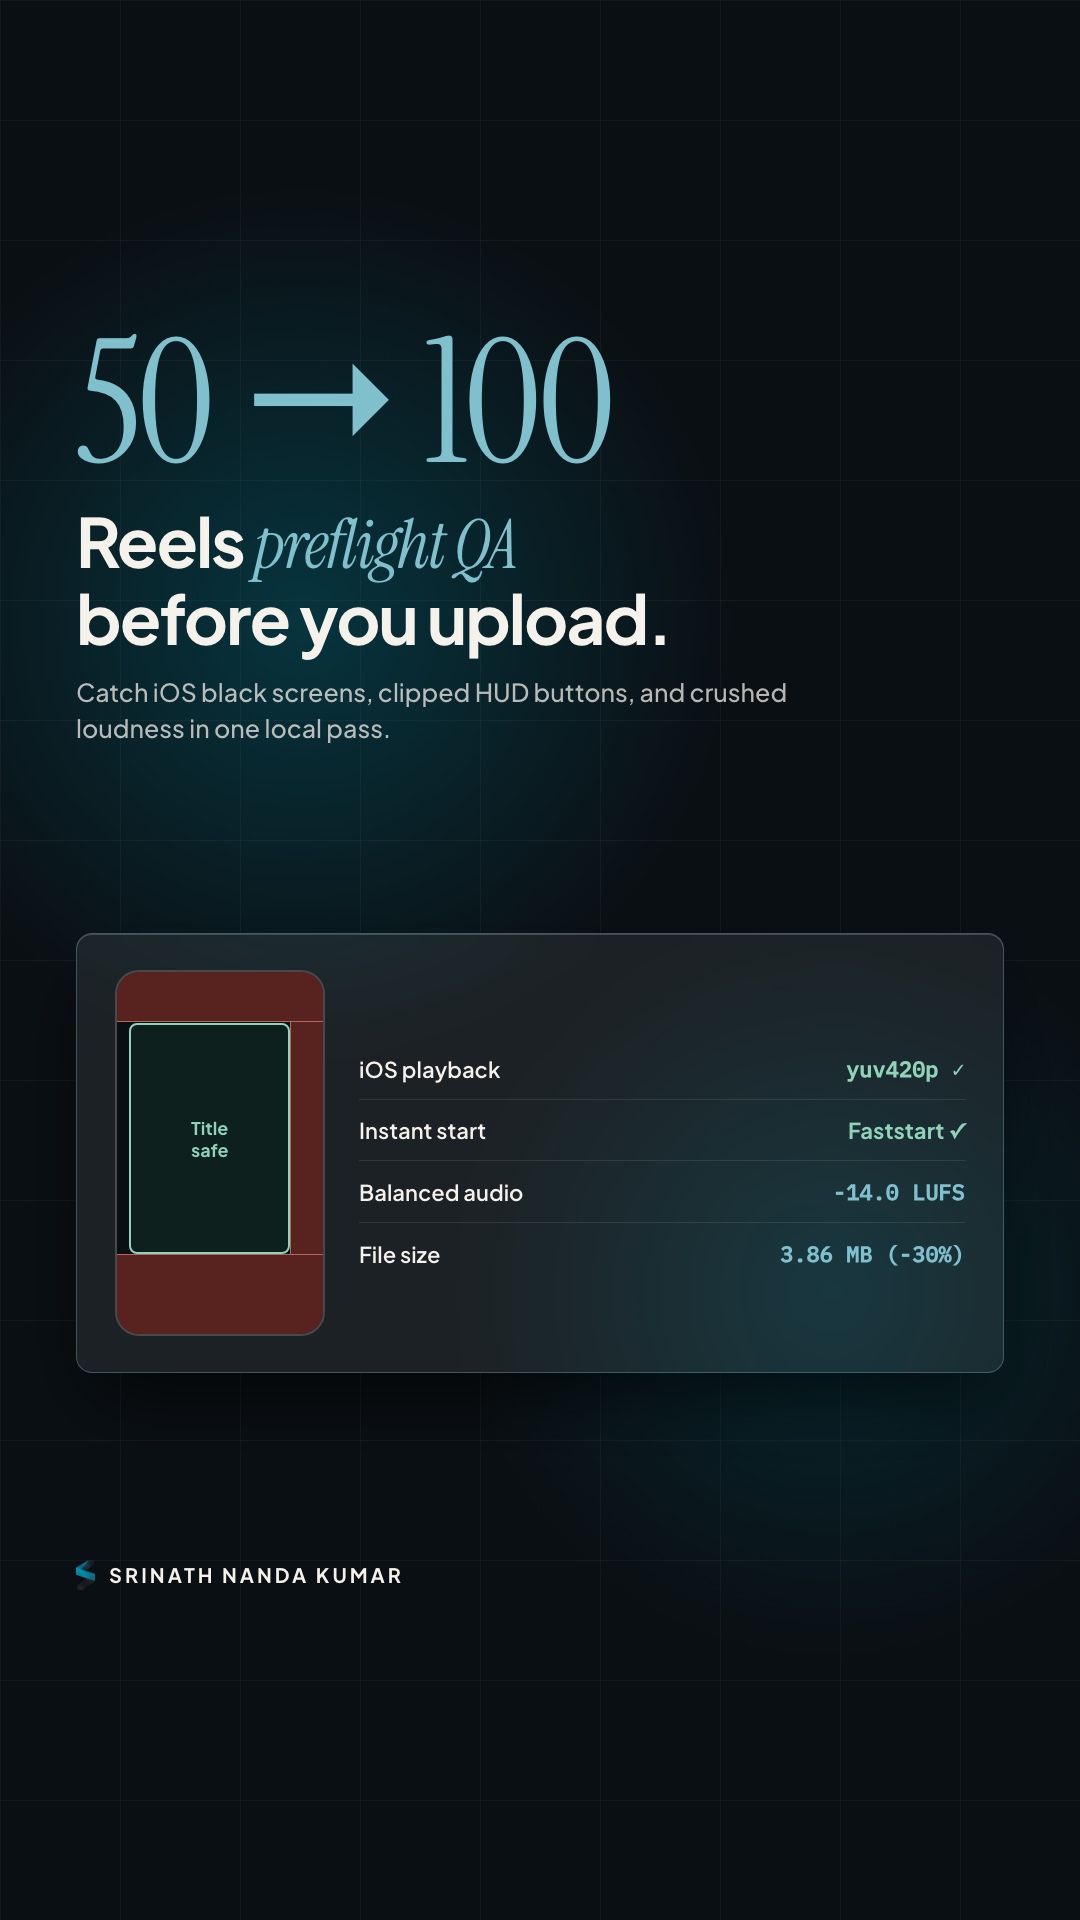 50 → 100
Reels preflight QA
before you upload.
Catch iOS black screens, clipped HUD buttons, and crushed
loudness in one local pass.
Title
safe
iOS playback yuv420p ✓
Instant start Faststart ✓
Balanced audio -14.0 LUFS
File size 3.86 MB (-30%)
SRINATH NANDA KUMAR